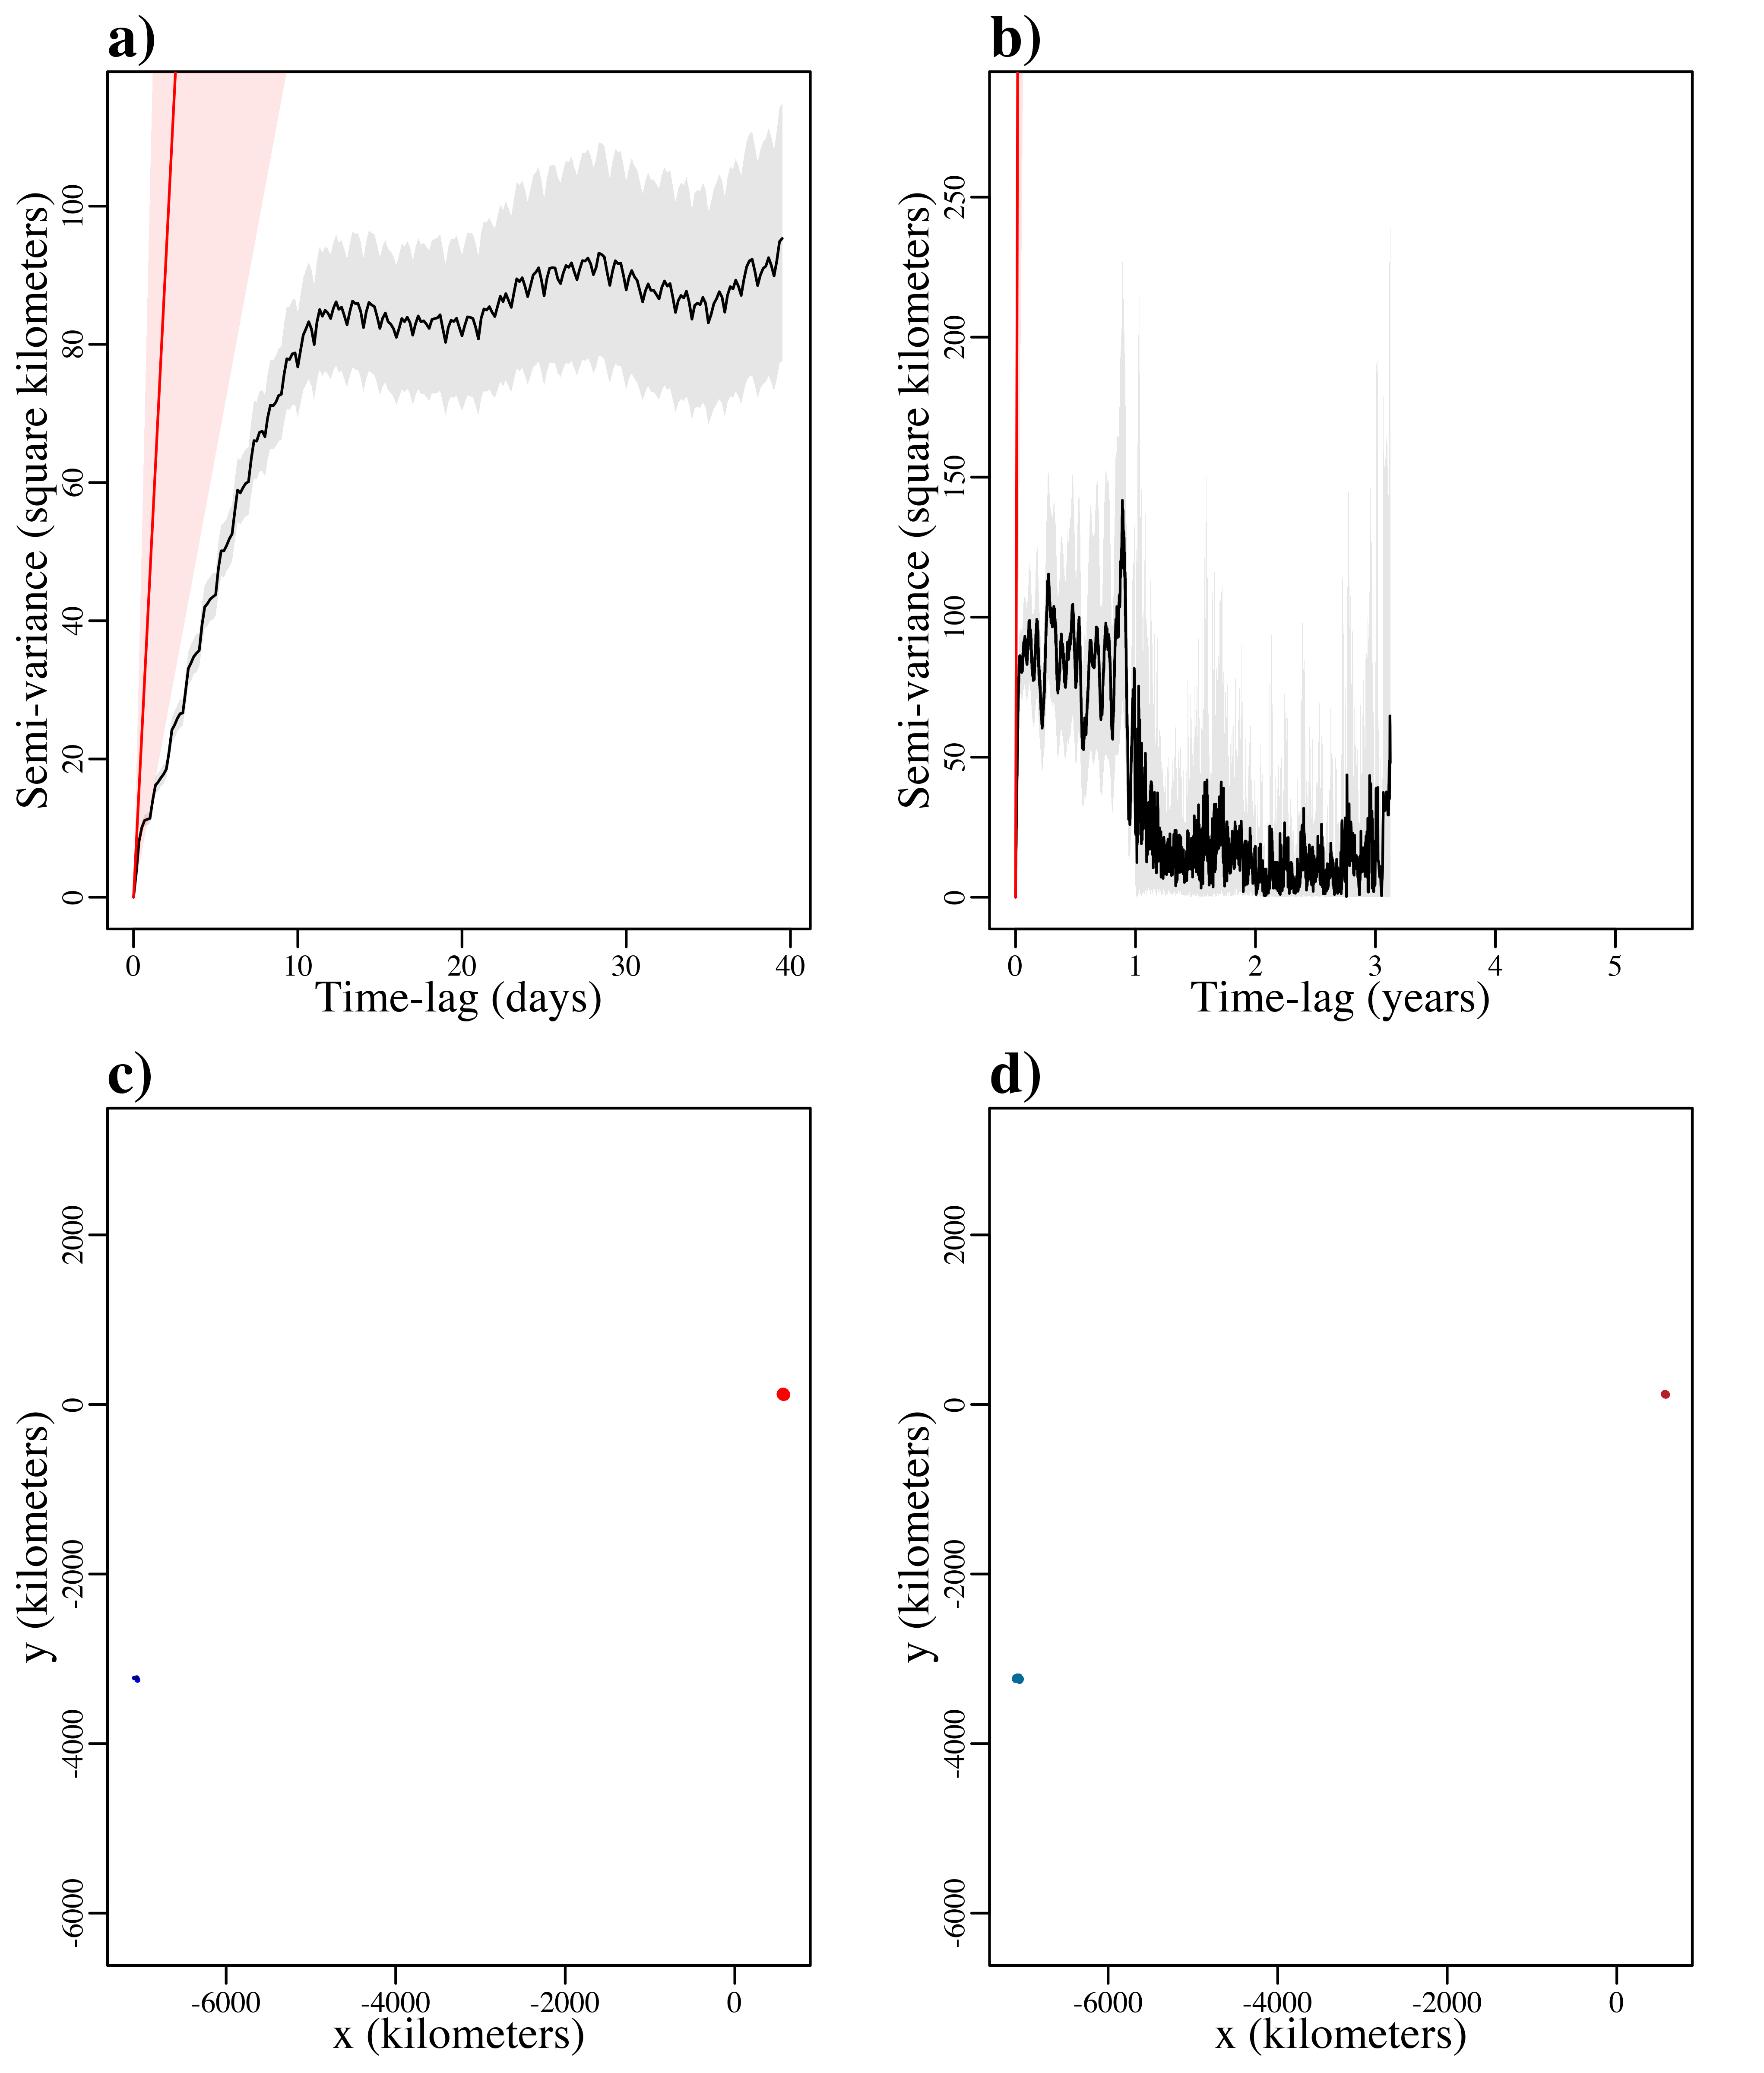 a)
Semi-variance (square kilometers)
100
80
60
40
20
0
0 10 20 30 40
Time-lag (days)
b)
Semi-variance (square kilometers)
250
200
150
100
50
0
0 1 2 3 4 5
Time-lag (years)
c)
y (kilometers)
2000
0
-2000
-4000
-6000
-6000 -4000 -2000 0
x (kilometers)
d)
y (kilometers)
2000
0
-2000
-4000
-6000
-6000 -4000 -2000 0
x (kilometers)